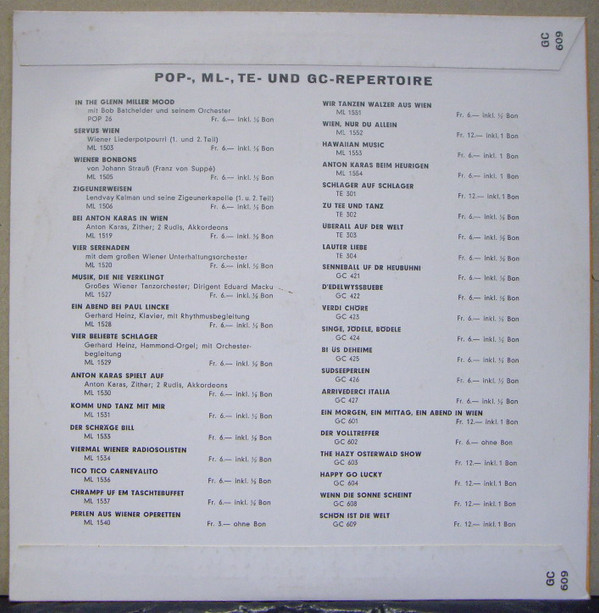 GC
609
POP-, ML-, TE- UND GC-REPERTOIRE
IN THE GLENN MILLER MOOD
mit Bob Batchelder und seinem Orchester
POP 26 Fr. 6.— inkl. ½ Bon
SERVUS WIEN
Wiener Liederpotpourri (1. und 2. Teil)
ML 1503 Fr. 6.— inkl. ½ Bon
WIENER BONBONS
von Johann Strauß (Franz von Suppé)
ML 1505 Fr. 6.— inkl. ½ Bon
ZIGEUNERWEISEN
Lendvay Kalman und seine Zigeunerkapelle (1. u. 2. Teil)
ML 1506 Fr. 6.— inkl. ½ Bon
BEI ANTON KARAS IN WIEN
Anton Karas, Zither; 2 Rudis, Akkordeons
ML 1519 Fr. 6.— inkl. ½ Bon
VIER SERENADEN
mit dem großen Wiener Unterhaltungsorchester
ML 1520 Fr. 6.— inkl. ½ Bon
MUSIK, DIE NIE VERKLINGT
Großes Wiener Tanzorchester; Dirigent Eduard Macku
ML 1527 Fr. 6.— inkl. ½ Bon
EIN ABEND BEI PAUL LINCKE
Gerhard Heinz, Klavier, mit Rhythmusbegleitung
ML 1528 Fr. 6.— inkl. ½ Bon
VIER BELIEBTE SCHLAGER
Gerhard Heinz, Hammond-Orgel; mit Orchester-
begleitung
ML 1529 Fr. 6.— inkl. ½ Bon
ANTON KARAS SPIELT AUF
Anton Karas, Zither; 2 Rudis, Akkordeons
ML 1530 Fr. 6.— inkl. ½ Bon
KOMM UND TANZ MIT MIR
ML 1531 Fr. 6.— inkl. ½ Bon
DER SCHRÄGE BILL
ML 1533 Fr. 6.— inkl. ½ Bon
VIERMAL WIENER RADIOSOLISTEN
ML 1534 Fr. 6.— inkl. ½ Bon
TICO TICO CARNEVALITO
ML 1536 Fr. 6.— inkl. ½ Bon
CHRAMPF UF EM TASCHTEBUFFET
ML 1537 Fr. 6.— inkl. ½ Bon
PERLEN AUS WIENER OPERETTEN
ML 1540 Fr. 3.— ohne Bon
WIR TANZEN WALZER AUS WIEN
ML 1551 Fr. 6.— inkl. ½ Bon
WIEN, NUR DU ALLEIN
ML 1552 Fr. 12.— inkl. 1 Bon
HAWAIIAN MUSIC
ML 1553 Fr. 6.— inkl. ½ Bon
ANTON KARAS BEIM HEURIGEN
ML 1554 Fr. 6.— inkl. ½ Bon
SCHLAGER AUF SCHLAGER
TE 301 Fr. 12.— inkl. 1 Bon
ZU TEE UND TANZ
TE 302 Fr. 6.— inkl. ½ Bon
ÜBERALL AUF DER WELT
TE 303 Fr. 6.— inkl. ½ Bon
LAUTER LIEBE
TE 304 Fr. 6.— inkl. ½ Bon
SENNEBALL UF DR HEUBUHNI
GC 421 Fr. 6.— inkl. ½ Bon
D'EDELWYSSBUEBE
GC 422 Fr. 6.— inkl. ½ Bon
VERDI CHÖRE
GC 423 Fr. 6.— inkl. ½ Bon
SINGE, JODELE, BÖDELE
GC 424 Fr. 6.— inkl. ½ Bon
BI ÜS DEHEIME
GC 425 Fr. 6.— inkl. ½ Bon
SUDSEEPERLEN
GC 426 Fr. 6.— inkl. ½ Bon
ARRIVEDERCI ITALIA
GC 427 Fr. 6.— inkl. ½ Bon
EIN MORGEN, EIN MITTAG, EIN ABEND IN WIEN
GC 601 Fr. 12.— inkl. 1 Bon
DER VOLLTREFFER
GC 602 Fr. 6.— ohne Bon
THE HAZY OSTERWALD SHOW
GC 603 Fr. 12.— inkl. 1 Bon
HAPPY GO LUCKY
GC 604 Fr. 12.— inkl. 1 Bon
WENN DIE SONNE SCHEINT
GC 608 Fr. 12.— inkl. 1 Bon
SCHÖN IST DIE WELT
GC 609 Fr. 12.— inkl. 1 Bon
GC
609